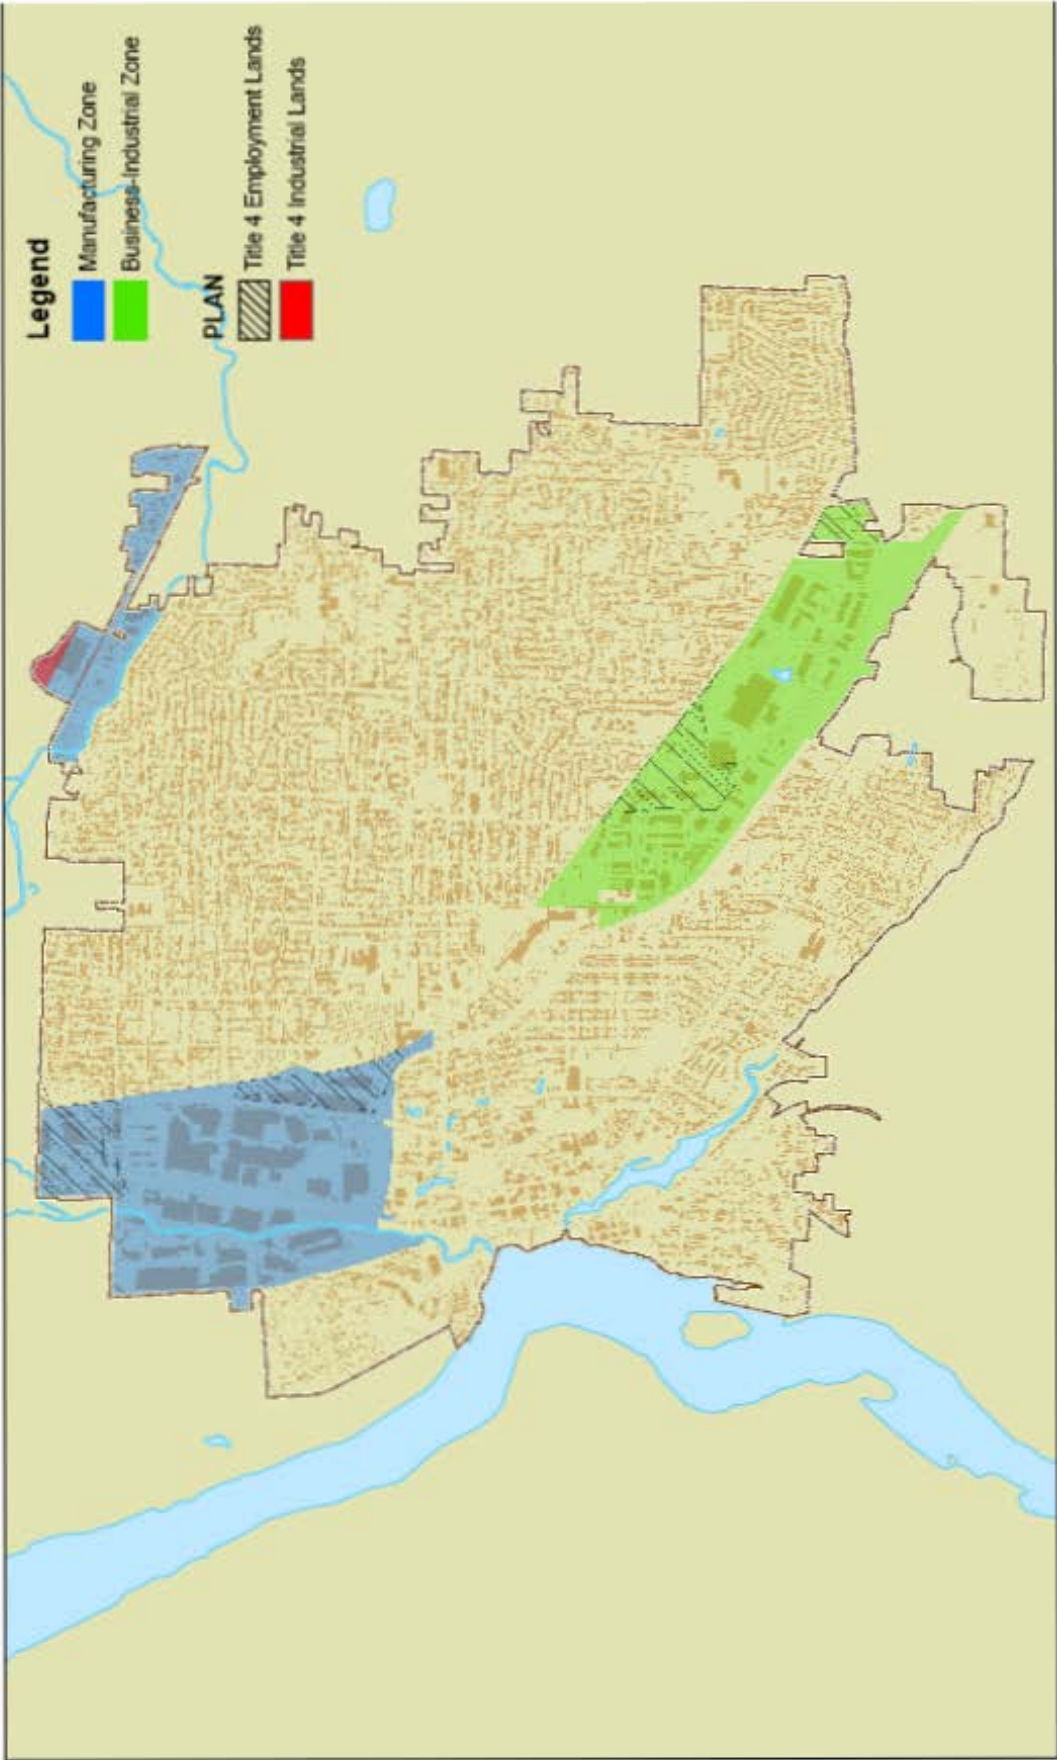 Legend
Manufacturing Zone
Business-Industrial Zone
PLAN
Title 4 Employment Lands
Title 4 Industrial Lands